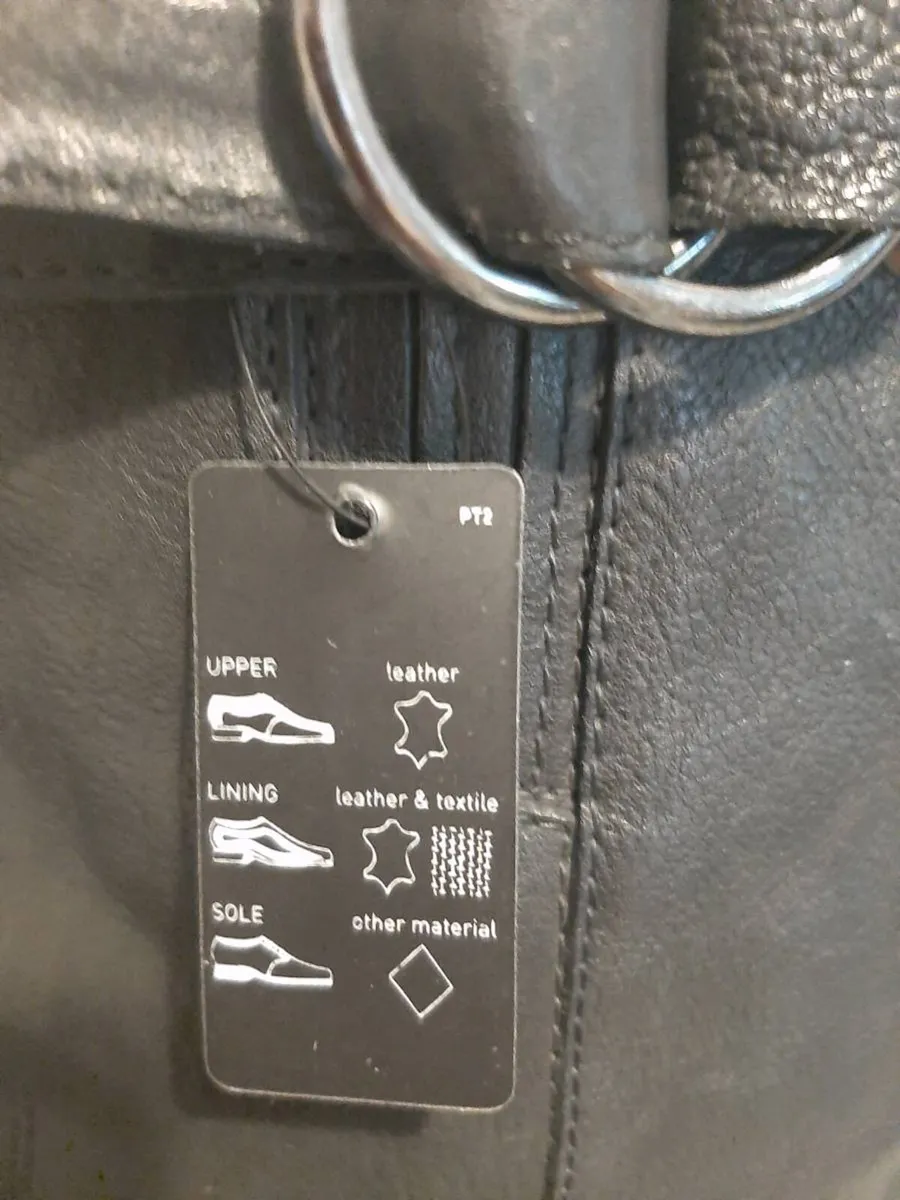 PT2
UPPER leather
LINING leather & textile
SOLE other material